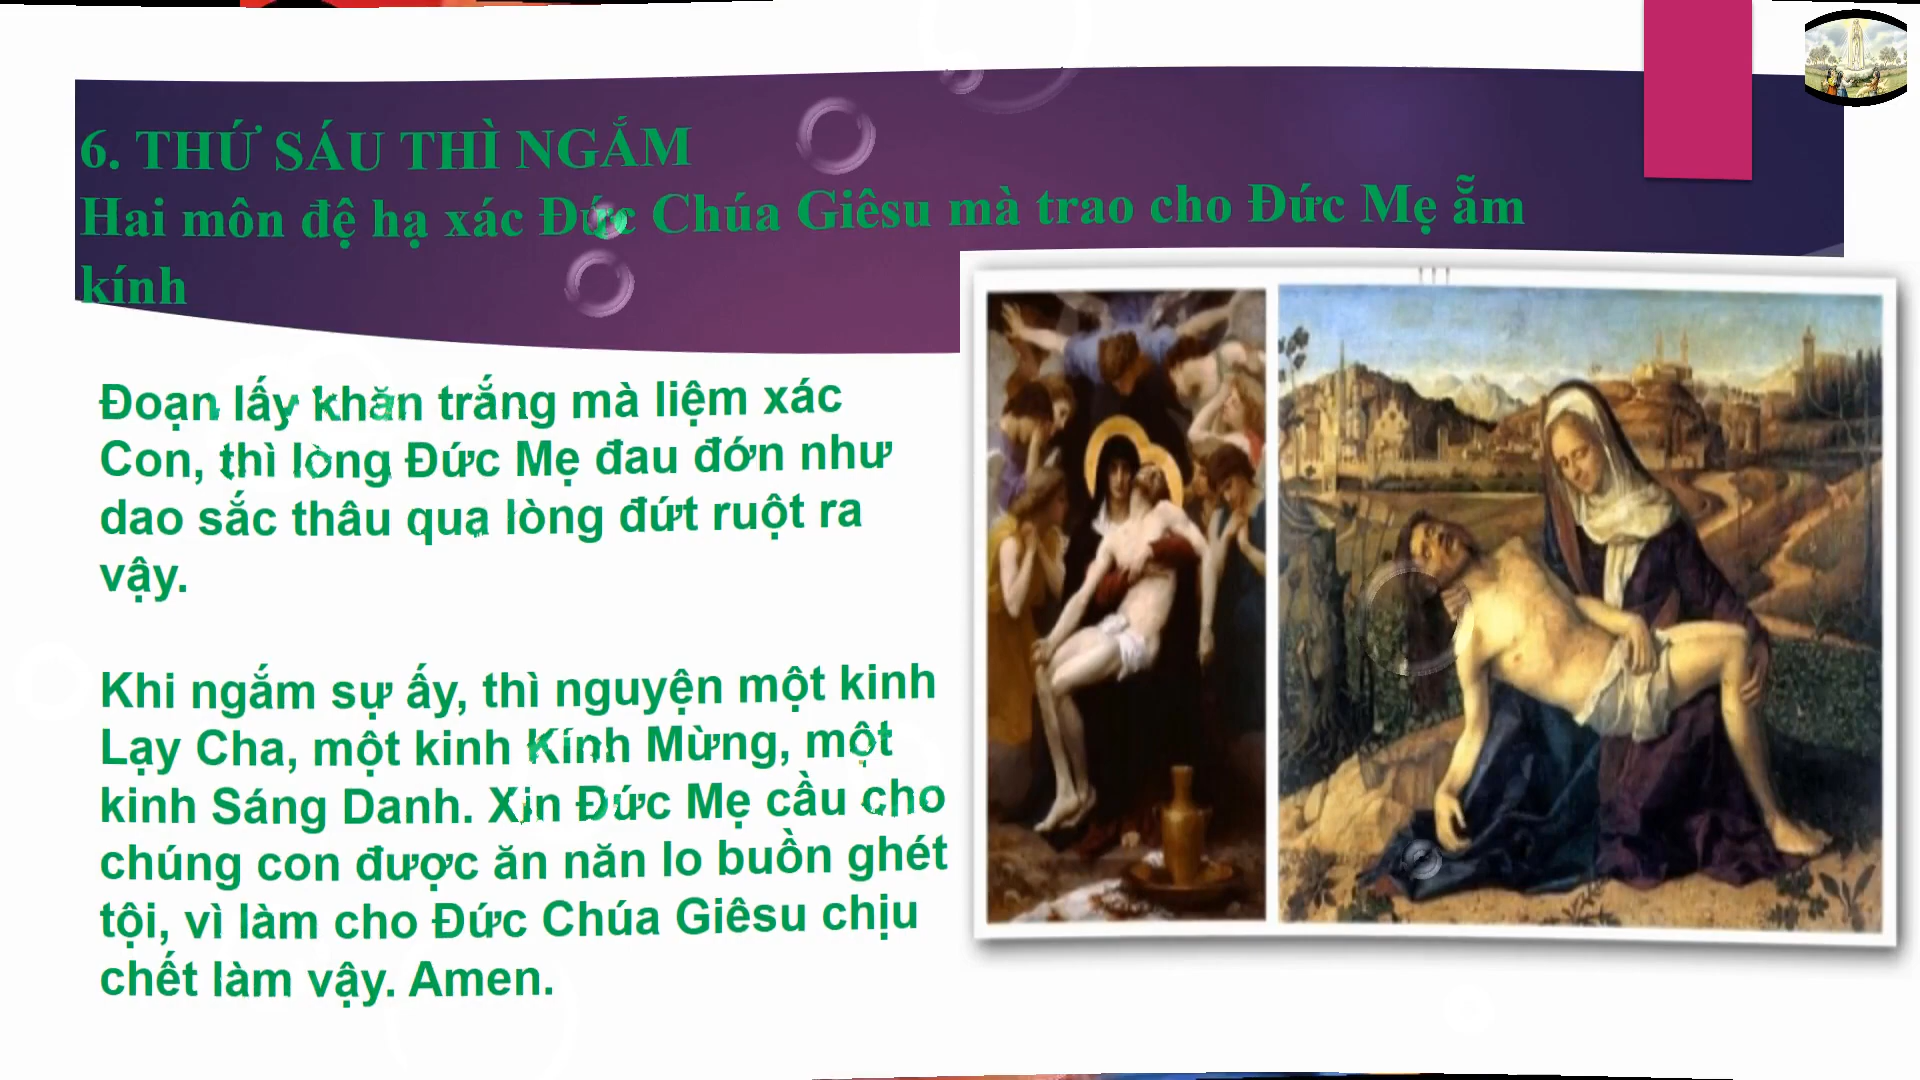 6. THỨ SÁU THÌ NGẮM
Hai môn đệ hạ xác Đức Chúa Giêsu mà trao cho Đức Mẹ ẵm
kính
Đoạn lấy khăn trắng mà liệm xác
Con, thì lòng Đức Mẹ đau đớn như
dao sắc thâu qua lòng đứt ruột ra
vậy.
Khi ngắm sự ấy, thì nguyện một kinh
Lạy Cha, một kinh Kính Mừng, một
kinh Sáng Danh. Xin Đức Mẹ cầu cho
chúng con được ăn năn lo buồn ghét
tội, vì làm cho Đức Chúa Giêsu chịu
chết làm vậy. Amen.